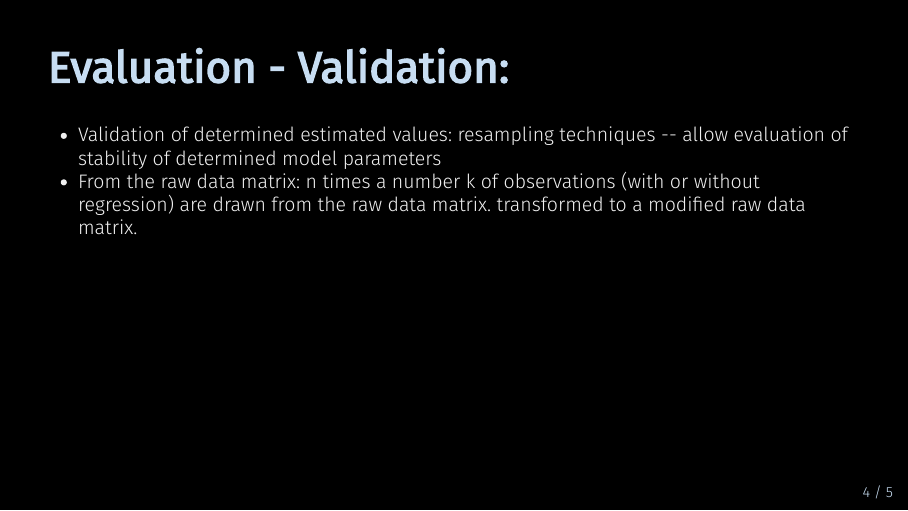 Evaluation - Validation:
• Validation of determined estimated values: resampling techniques -- allow evaluation of
stability of determined model parameters
• From the raw data matrix: n times a number k of observations (with or without
regression) are drawn from the raw data matrix. transformed to a modified raw data
matrix.
4 / 5